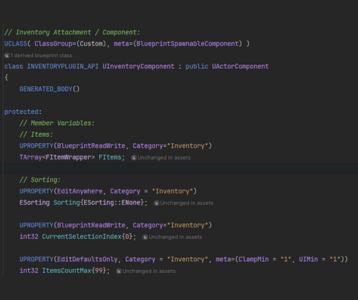 // Inventory Attachment / Component:
UCLASS( ClassGroup=(Custom), meta=(BlueprintSpawnableComponent) )
1 derived blueprint class
class INVENTORYPLUGIN_API UInventoryComponent : public UActorComponent
{
GENERATED_BODY()
protected:
// Member Variables:
// Items:
UPROPERTY(BlueprintReadWrite, Category="Inventory")
TArray<FItemWrapper> FItems; Unchanged in assets
// Sorting:
UPROPERTY(EditAnywhere, Category = "Inventory")
ESorting Sorting{ESorting::ENone}; Unchanged in assets
UPROPERTY(BlueprintReadWrite, Category="Inventory")
int32 CurrentSelectionIndex{0}; Unchanged in assets
UPROPERTY(EditDefaultsOnly, Category = "Inventory", meta=(ClampMin = "1", UIMin = "1"))
int32 ItemsCountMax{99}; Unchanged in assets